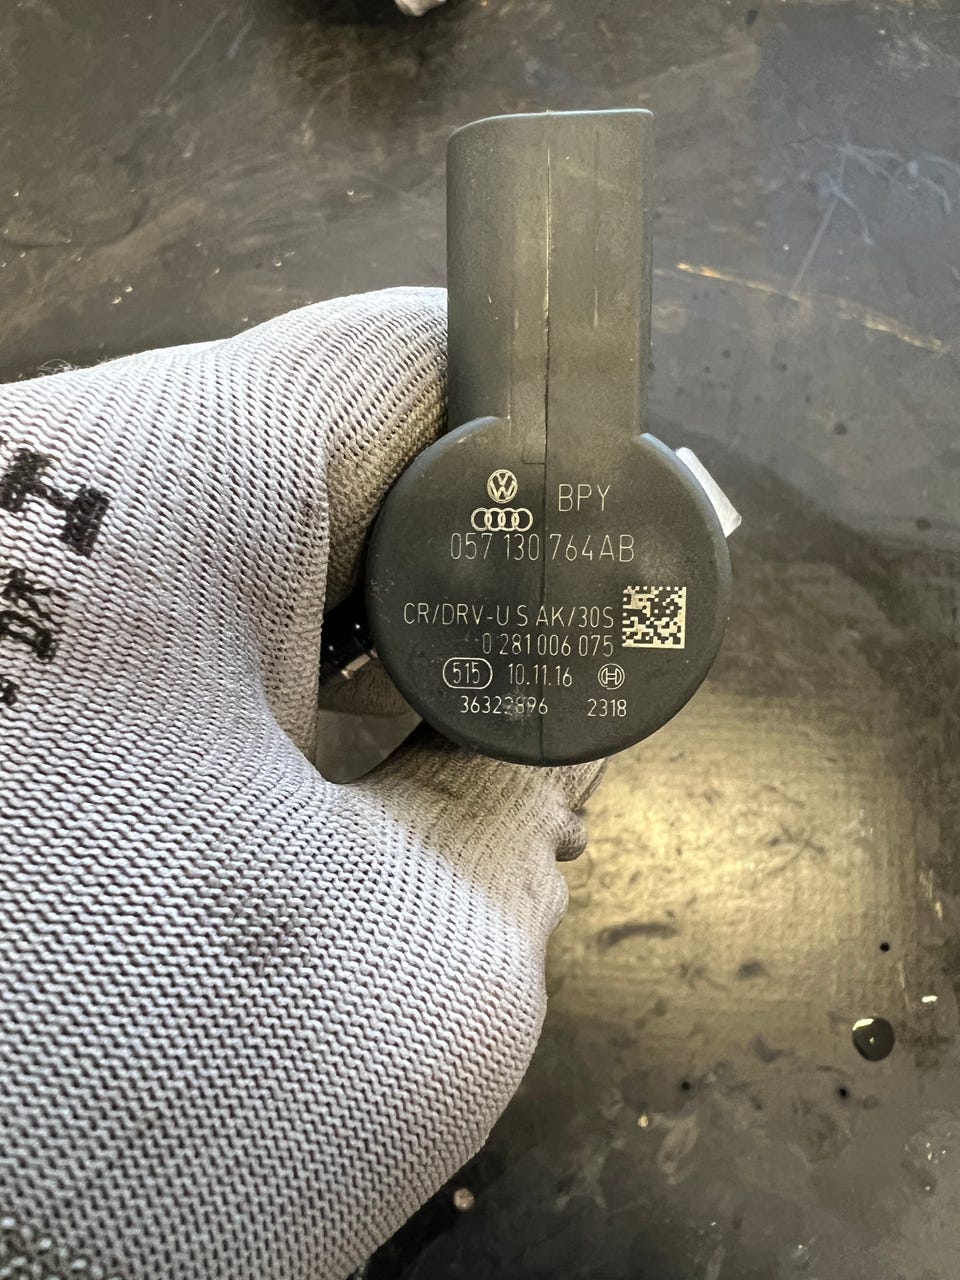 BPY
057 130 764AB
CR/DRV-U S AK/30S
0 281 006 075
515 10.11.16
2318